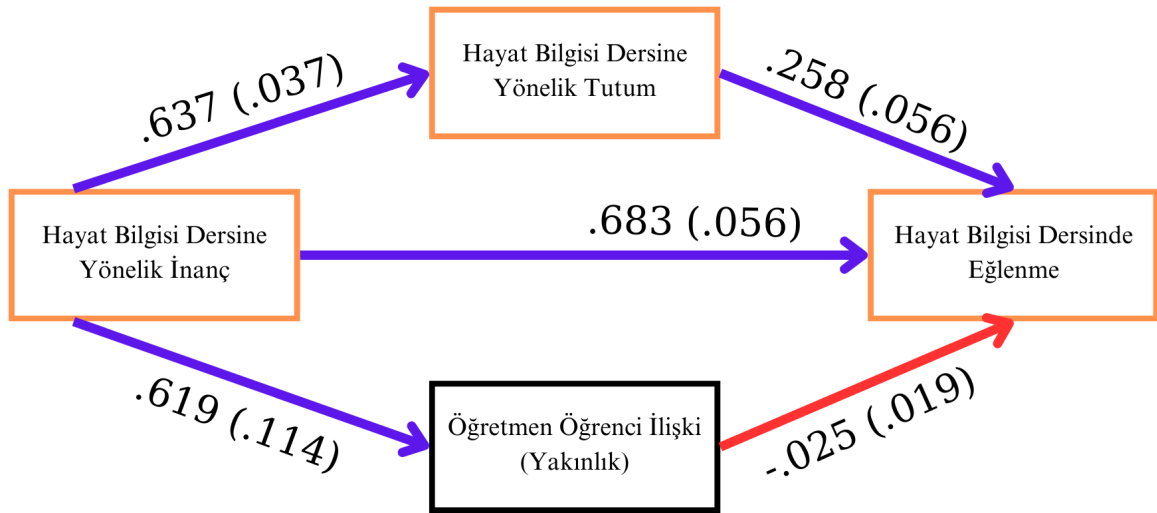 Hayat Bilgisi Dersine
Yönelik Tutum
.637 (.037)
.258 (.056)
Hayat Bilgisi Dersine
Yönelik İnanç
.683 (.056)
Hayat Bilgisi Dersinde
Eğlenme
.619 (.114)
Öğretmen Öğrenci İlişki
(Yakınlık)
-.025 (.019)